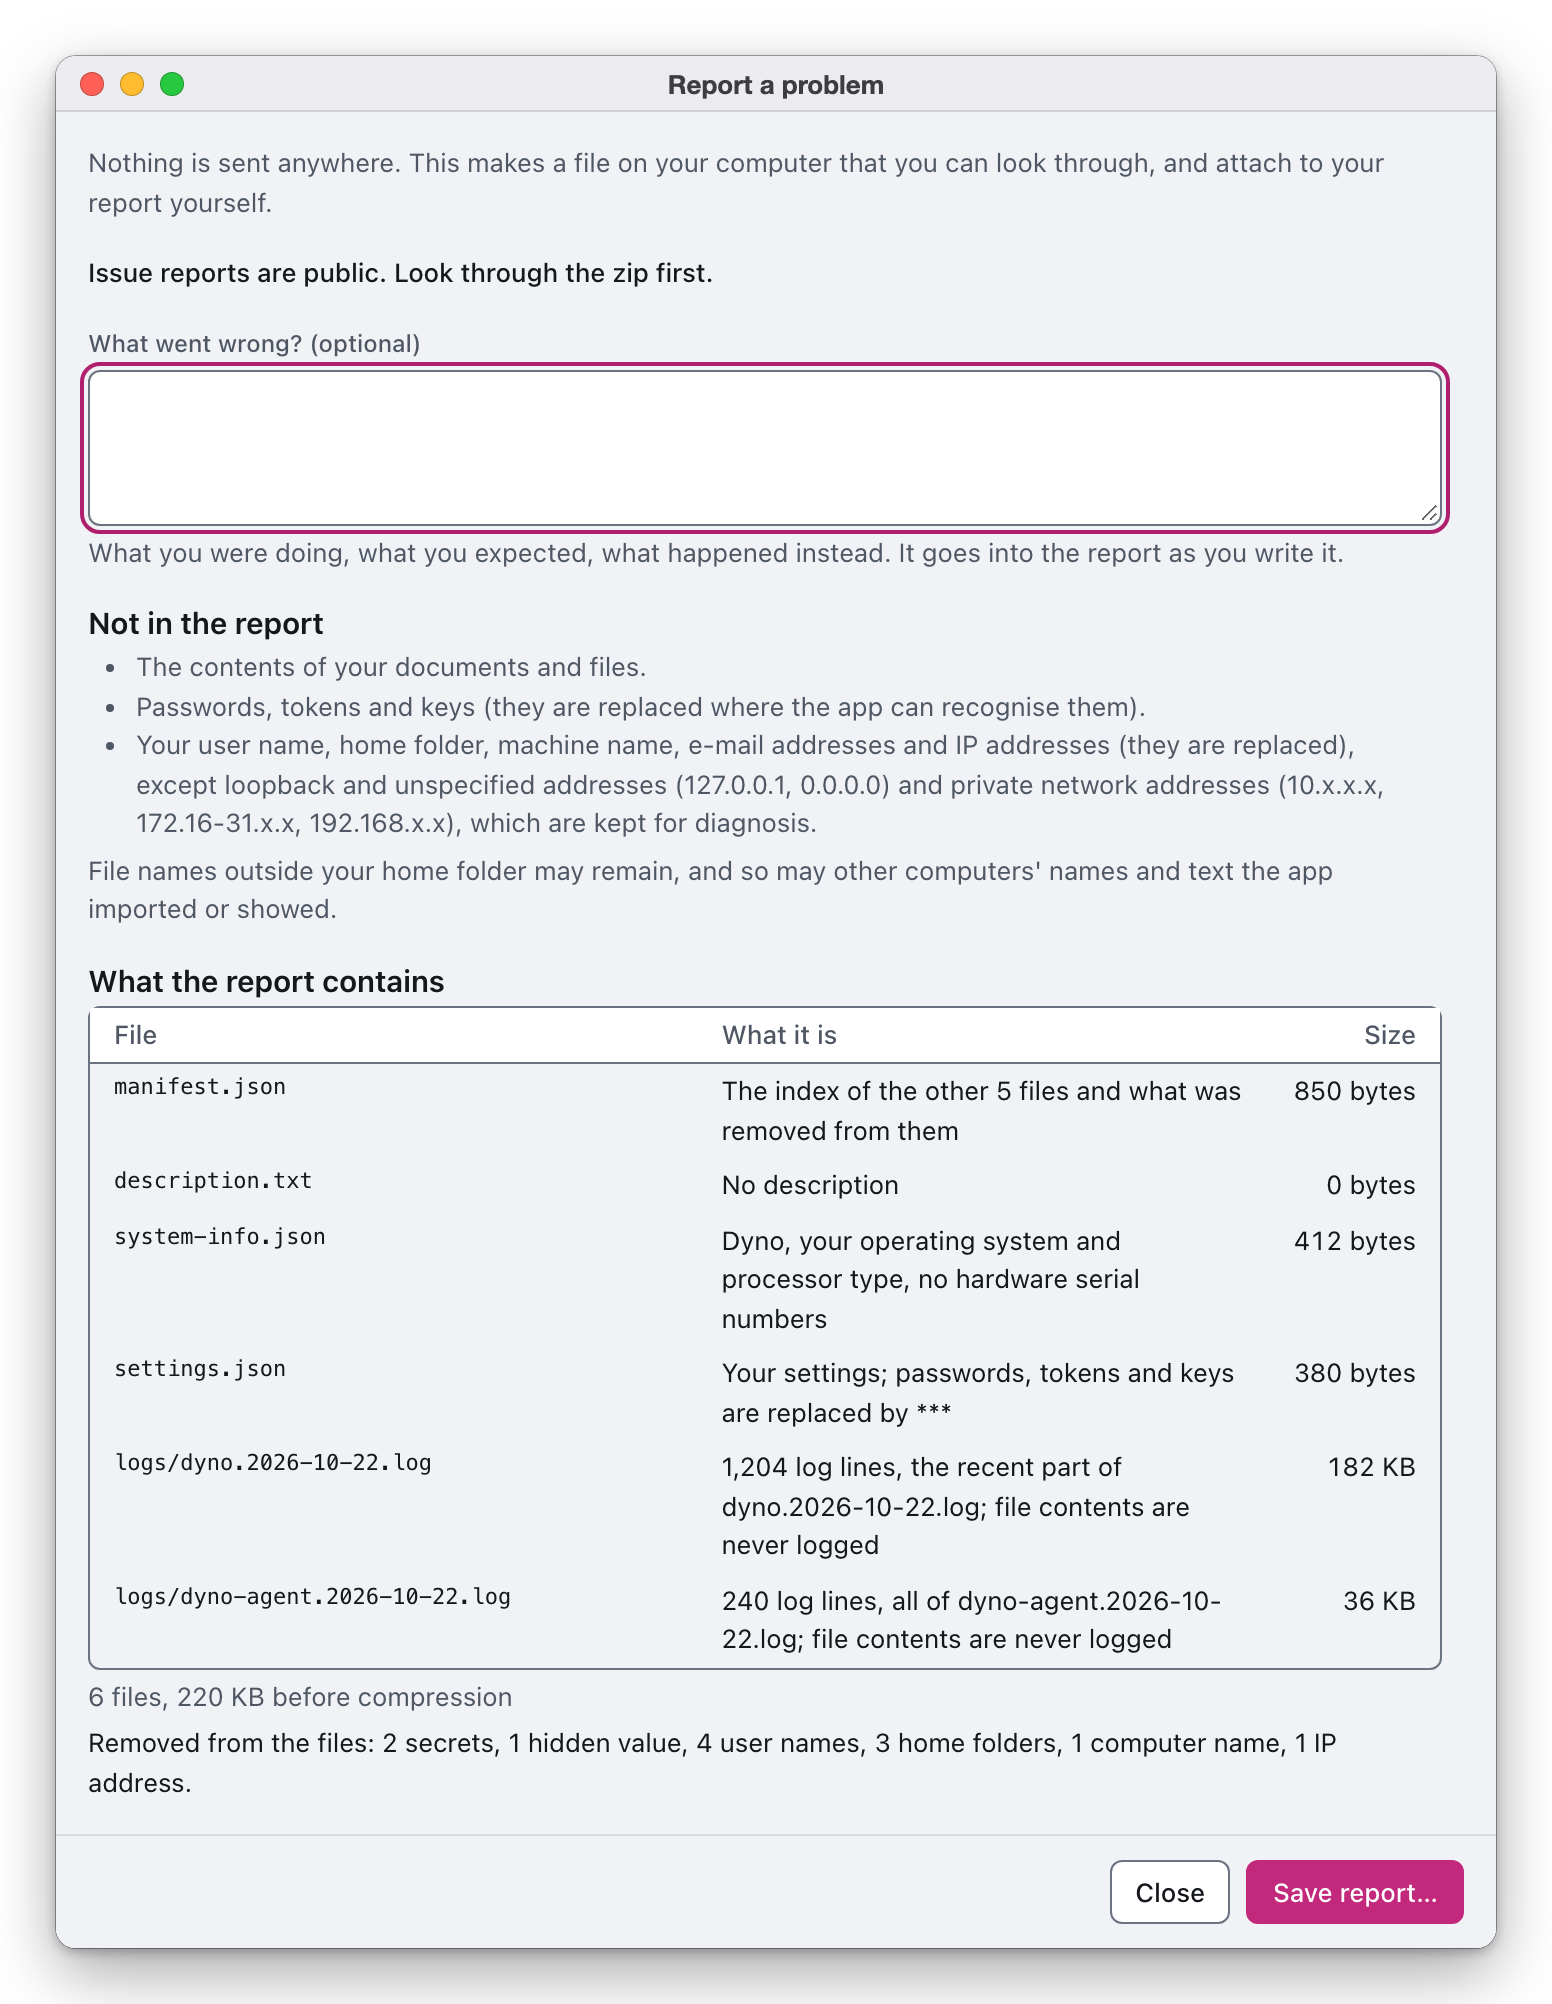 Report a problem
Nothing is sent anywhere. This makes a file on your computer that you can look through, and attach to your
report yourself.
Issue reports are public. Look through the zip first.
What went wrong? (optional)
What you were doing, what you expected, what happened instead. It goes into the report as you write it.
Not in the report
• The contents of your documents and files.
• Passwords, tokens and keys (they are replaced where the app can recognise them).
• Your user name, home folder, machine name, e-mail addresses and IP addresses (they are replaced),
except loopback and unspecified addresses (127.0.0.1, 0.0.0.0) and private network addresses (10.x.x.x,
172.16-31.x.x, 192.168.x.x), which are kept for diagnosis.
File names outside your home folder may remain, and so may other computers' names and text the app
imported or showed.
What the report contains
File What it is Size
manifest.json The index of the other 5 files and what was 850 bytes
removed from them
description.txt No description 0 bytes
system-info.json Dyno, your operating system and 412 bytes
processor type, no hardware serial
numbers
settings.json Your settings; passwords, tokens and keys 380 bytes
are replaced by ***
logs/dyno.2026-10-22.log 1,204 log lines, the recent part of 182 KB
dyno.2026-10-22.log; file contents are
never logged
logs/dyno-agent.2026-10-22.log 240 log lines, all of dyno-agent.2026-10- 36 KB
22.log; file contents are never logged
6 files, 220 KB before compression
Removed from the files: 2 secrets, 1 hidden value, 4 user names, 3 home folders, 1 computer name, 1 IP
address.
Close Save report...